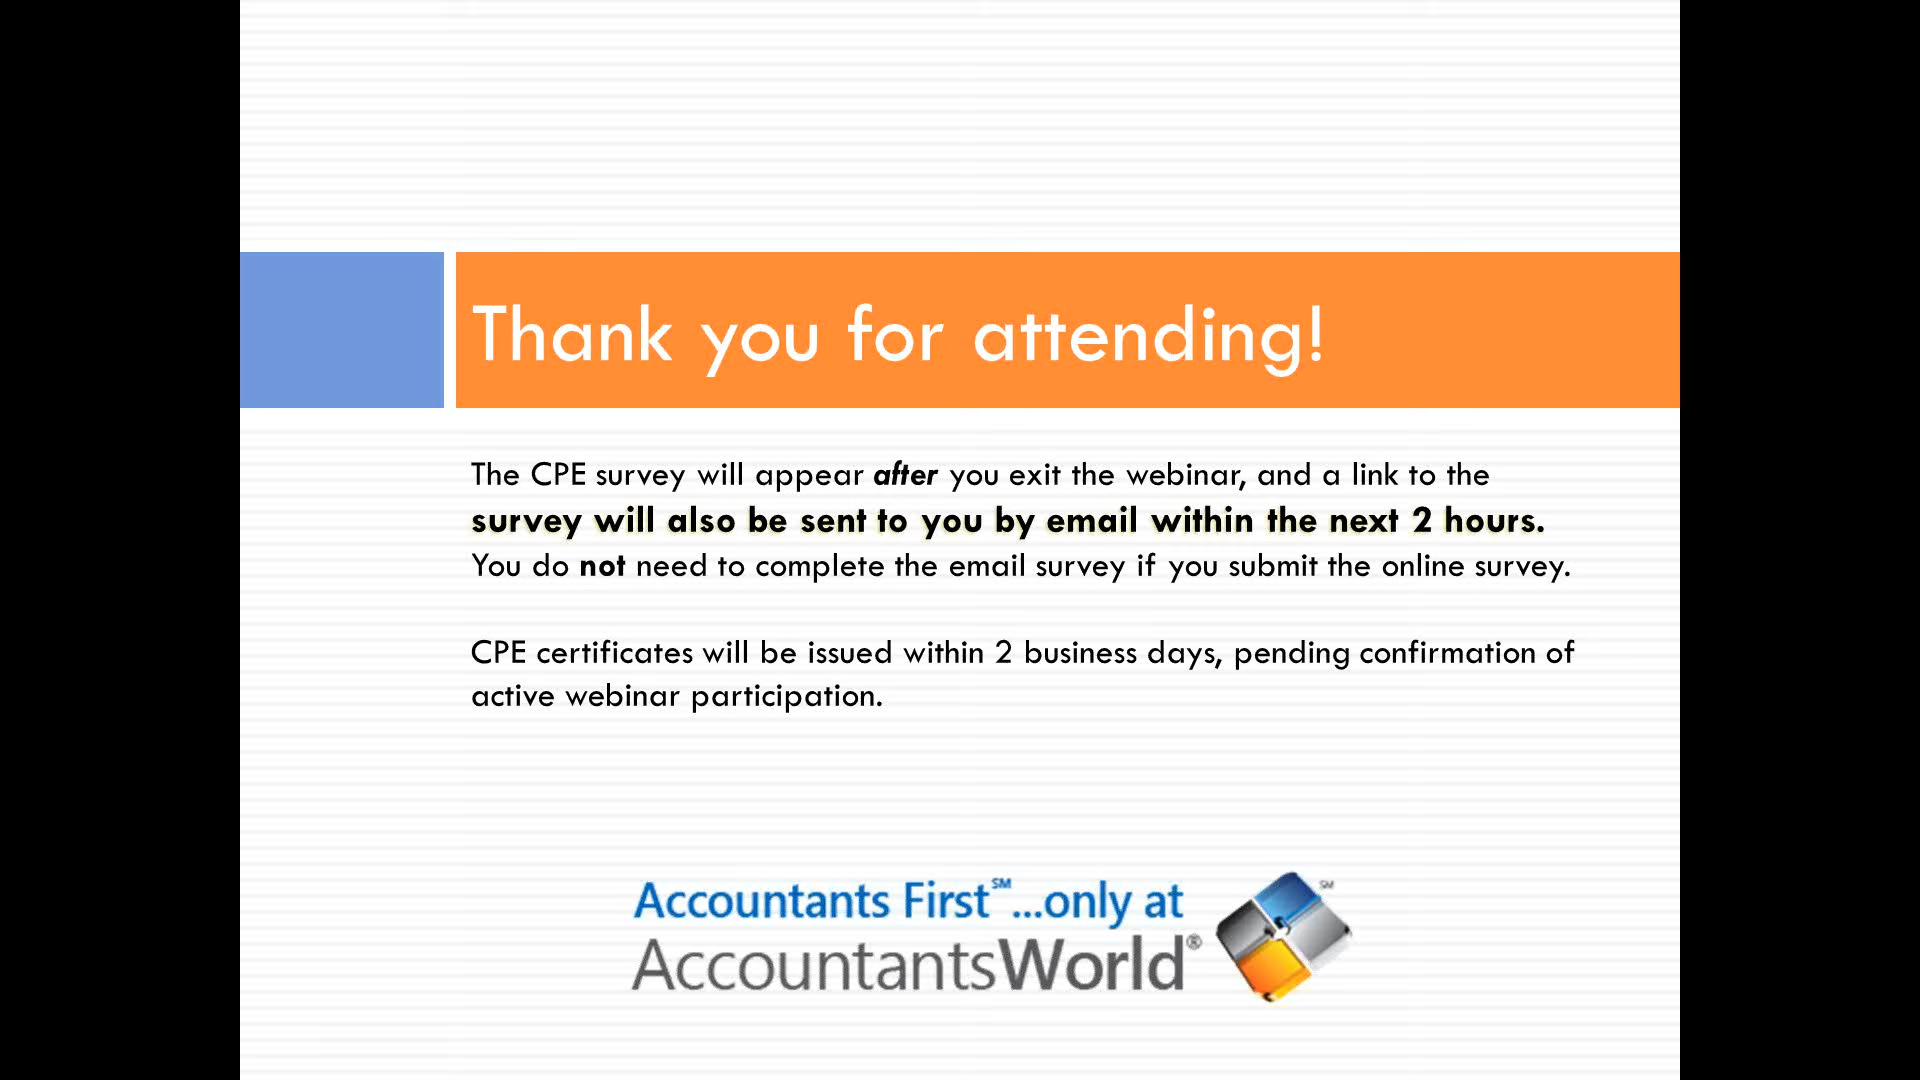 Thank you for attending!
The CPE survey will appear after you exit the webinar, and a link to the
survey will also be sent to you by email within the next 2 hours.
You do not need to complete the email survey if you submit the online survey.
CPE certificates will be issued within 2 business days, pending confirmation of
active webinar participation.
Accountants First℠...only at
AccountantsWorld®
℠